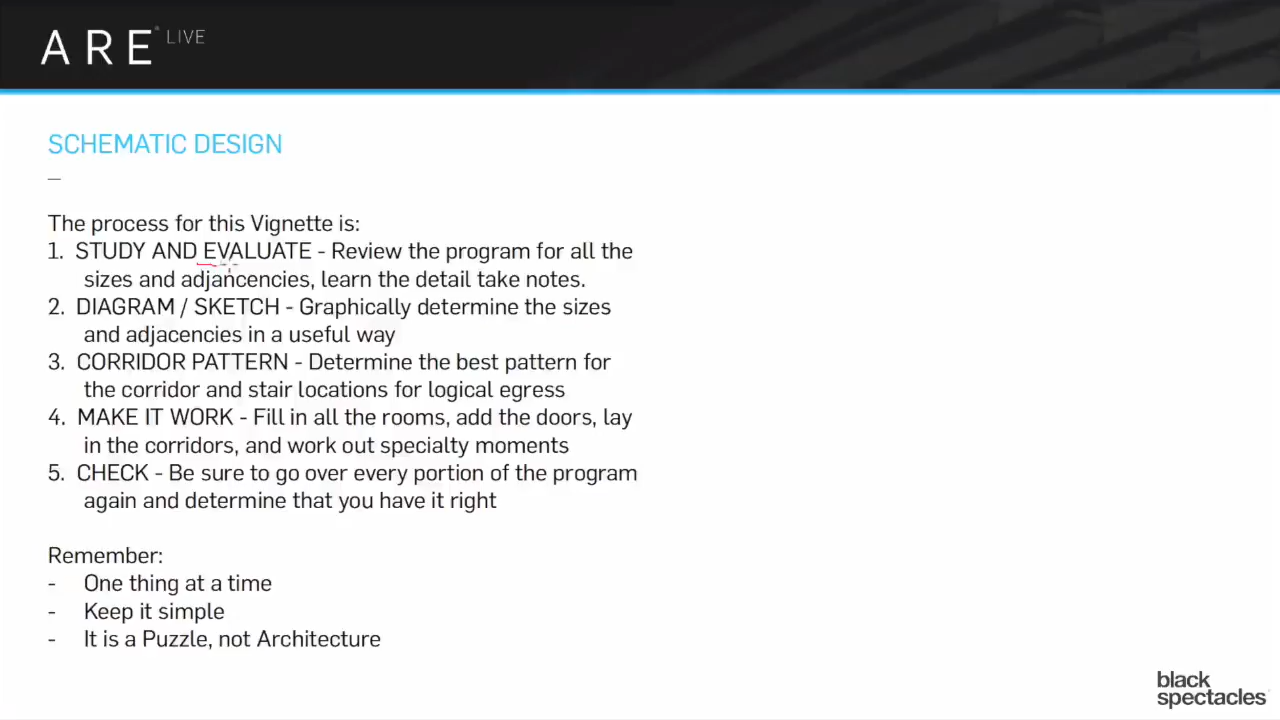 ARE® LIVE
SCHEMATIC DESIGN
_
The process for this Vignette is:
1. STUDY AND EVALUATE - Review the program for all the
sizes and adjancencies, learn the detail take notes.
2. DIAGRAM / SKETCH - Graphically determine the sizes
and adjacencies in a useful way
3. CORRIDOR PATTERN - Determine the best pattern for
the corridor and stair locations for logical egress
4. MAKE IT WORK - Fill in all the rooms, add the doors, lay
in the corridors, and work out specialty moments
5. CHECK - Be sure to go over every portion of the program
again and determine that you have it right
Remember:
- One thing at a time
- Keep it simple
- It is a Puzzle, not Architecture
black
spectacles